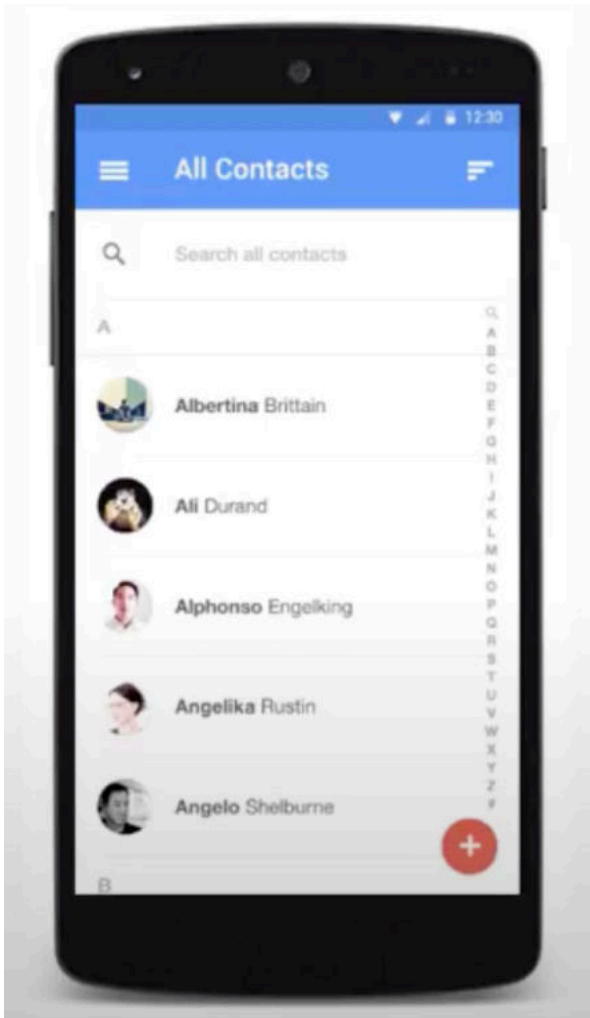 12:30
All Contacts
Search all contacts
A
Albertina Brittain
Ali Durand
Alphonso Engelking
Angelika Rustin
Angelo Shelburne
B
A
B
C
D
E
F
G
H
I
J
K
L
M
N
O
P
Q
R
S
T
U
V
W
X
Y
Z
#